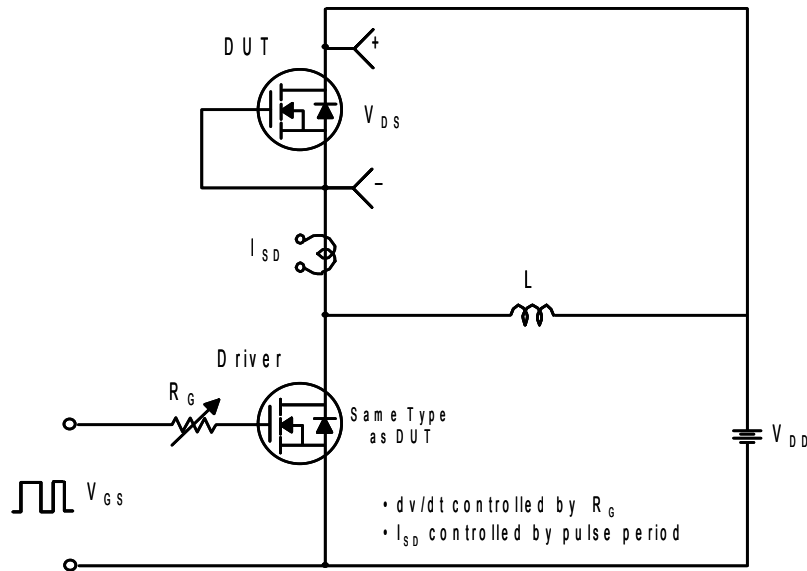 DUT
+
VDS
−
ISD
L
Driver
RG
Same Type
as DUT
VDD
VGS
• dv/dt controlled by RG
• ISD controlled by pulse period